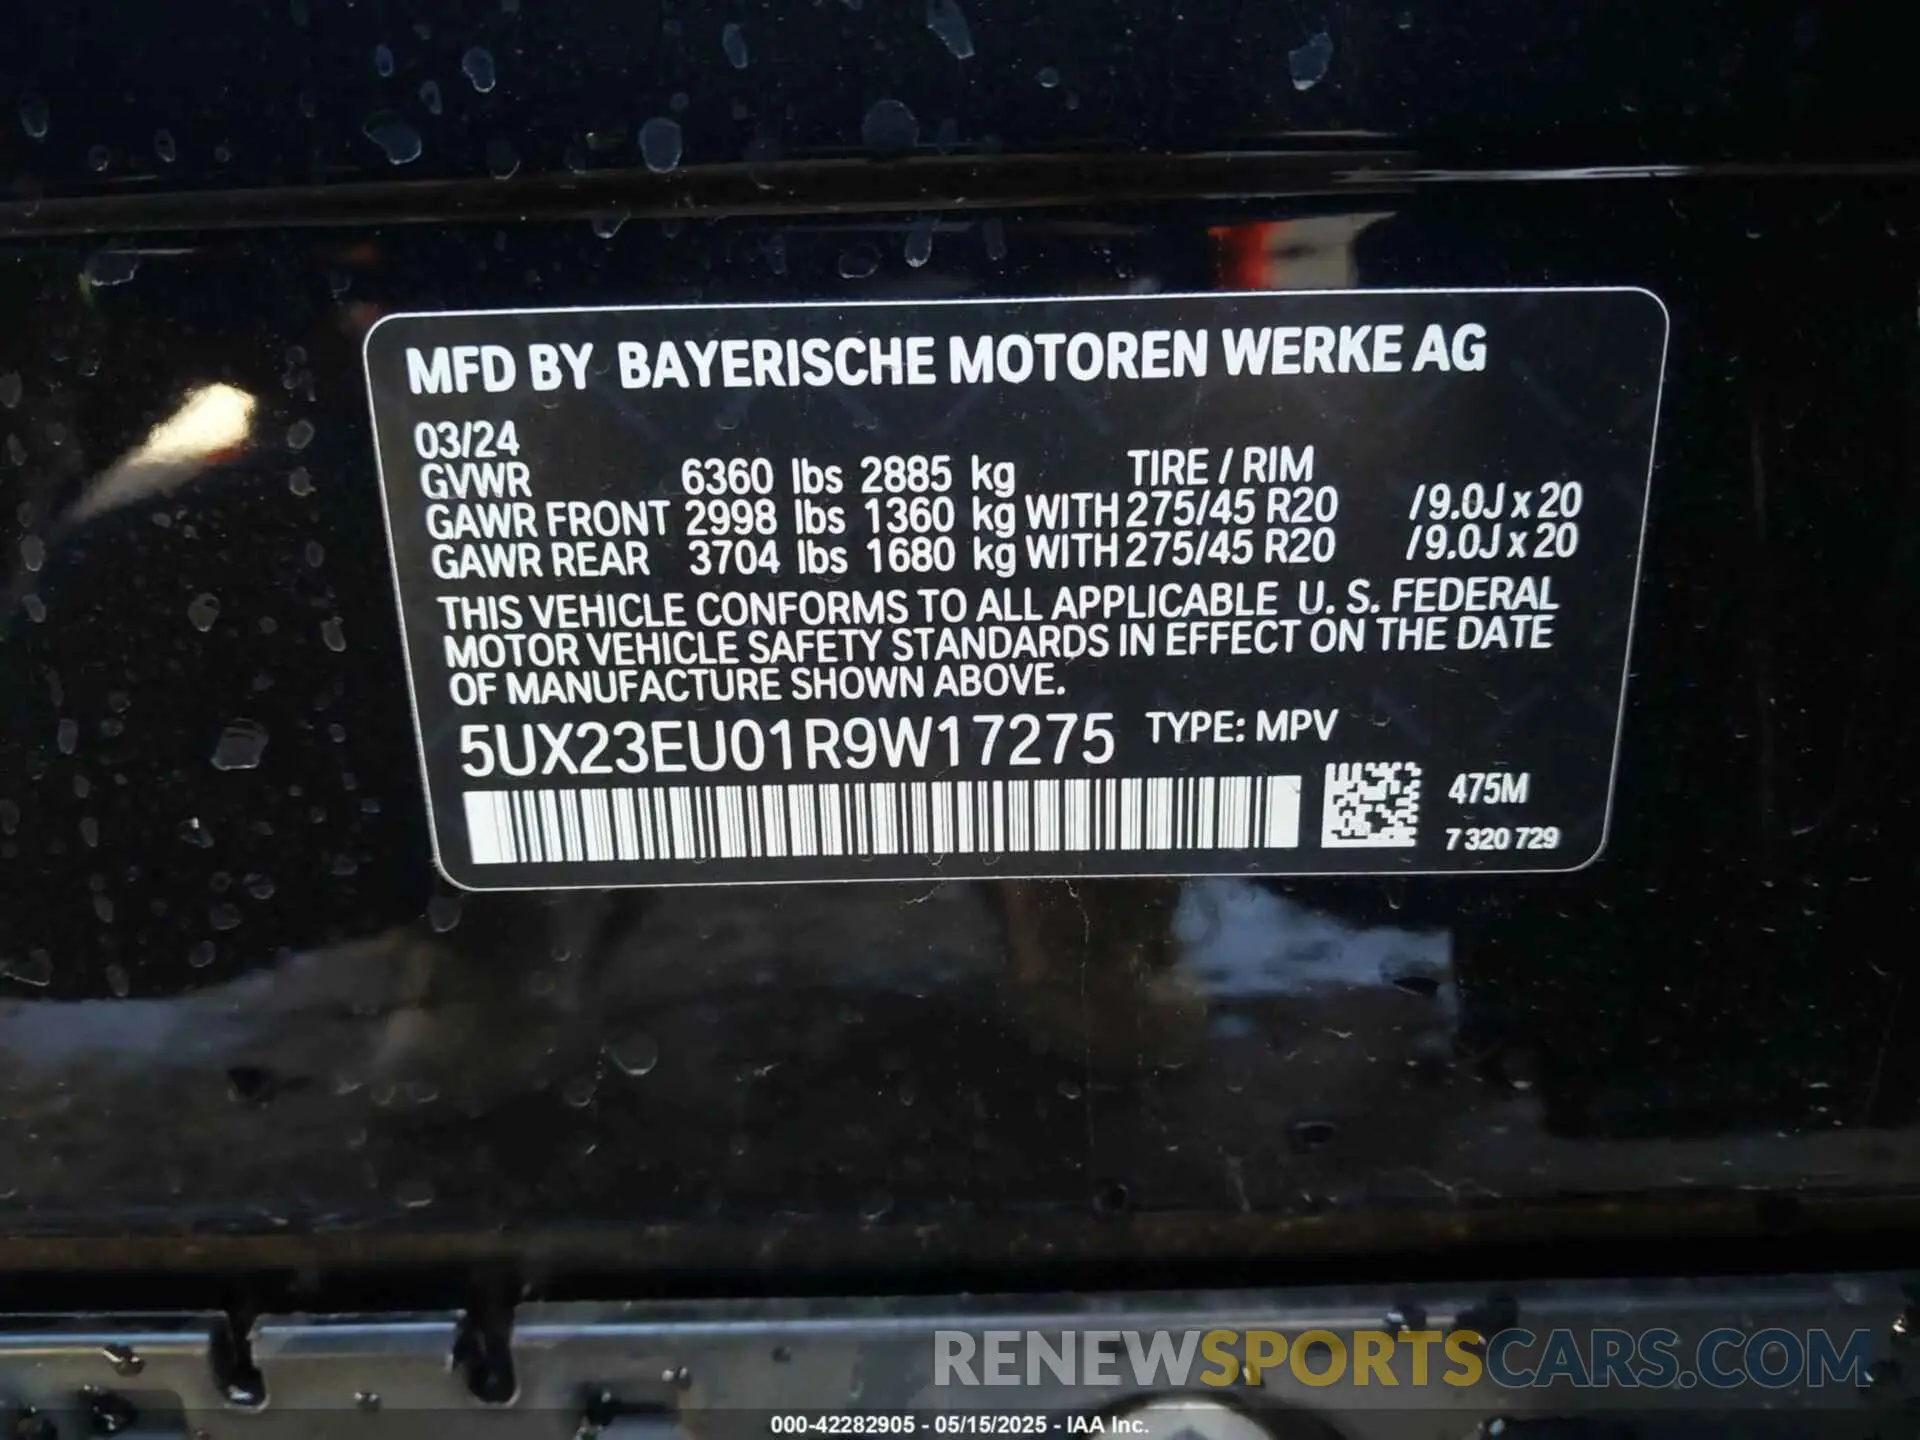 MFD BY BAYERISCHE MOTOREN WERKE AG
03/24
GVWR 6360 lbs 2885 kg TIRE / RIM
GAWR FRONT 2998 lbs 1360 kg WITH 275/45 R20 /9.0J x 20
GAWR REAR 3704 lbs 1680 kg WITH 275/45 R20 /9.0J x 20
THIS VEHICLE CONFORMS TO ALL APPLICABLE U. S. FEDERAL
MOTOR VEHICLE SAFETY STANDARDS IN EFFECT ON THE DATE
OF MANUFACTURE SHOWN ABOVE.
5UX23EU01R9W17275 TYPE: MPV
475M
7 320 729
RENEWSPORTSCARS.COM
000-42282905 - 05/15/2025 - IAA Inc.